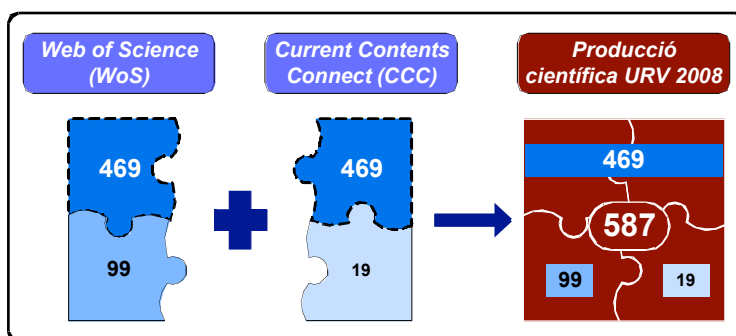 Web of Science
(WoS)
Current Contents
Connect (CCC)
Producció
científica URV 2008
469
469
469
587
99
19
99
19